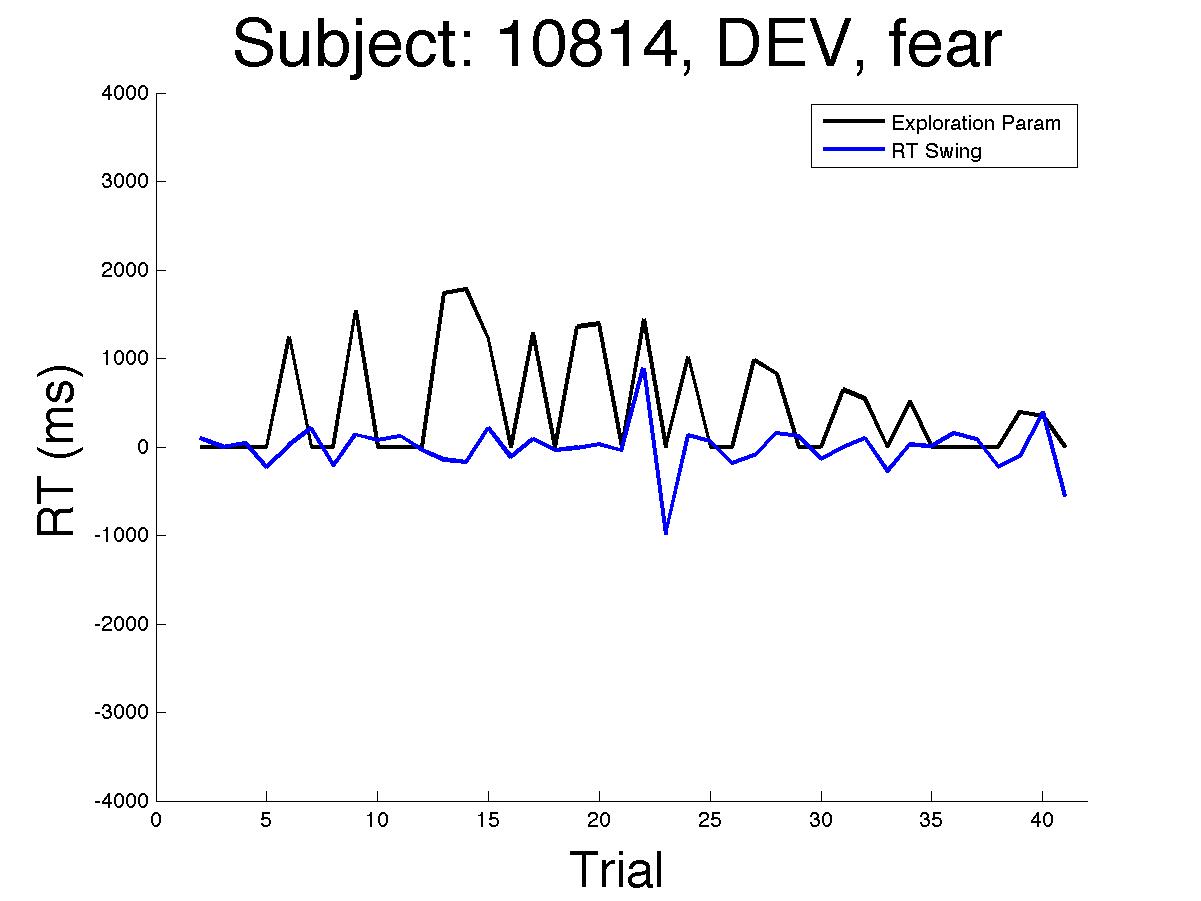 Subject: 10814, DEV, fear
Exploration Param
RT Swing
4000
3000
2000
1000
0
-1000
-2000
-3000
-4000
RT (ms)
0 5 10 15 20 25 30 35 40
Trial